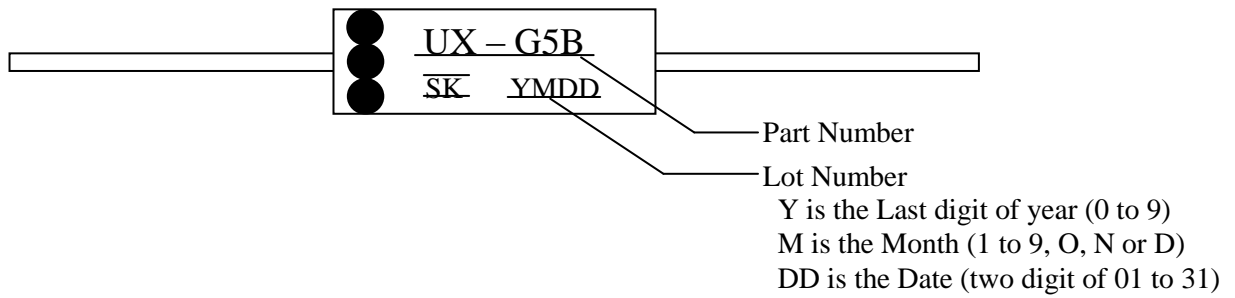 UX – G5B
SK YMDD
Part Number
Lot Number
Y is the Last digit of year (0 to 9)
M is the Month (1 to 9, O, N or D)
DD is the Date (two digit of 01 to 31)